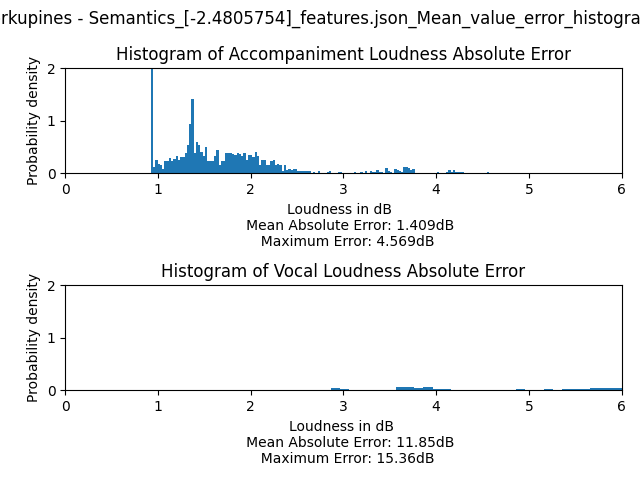 rkupines - Semantics_[-2.4805754]_features.json_Mean_value_error_histogra
Histogram of Accompaniment Loudness Absolute Error
Probability density
2
1
0
0 1 2 3 4 5 6
Loudness in dB
Mean Absolute Error: 1.409dB
Maximum Error: 4.569dB
Histogram of Vocal Loudness Absolute Error
Probability density
2
1
0
0 1 2 3 4 5 6
Loudness in dB
Mean Absolute Error: 11.85dB
Maximum Error: 15.36dB